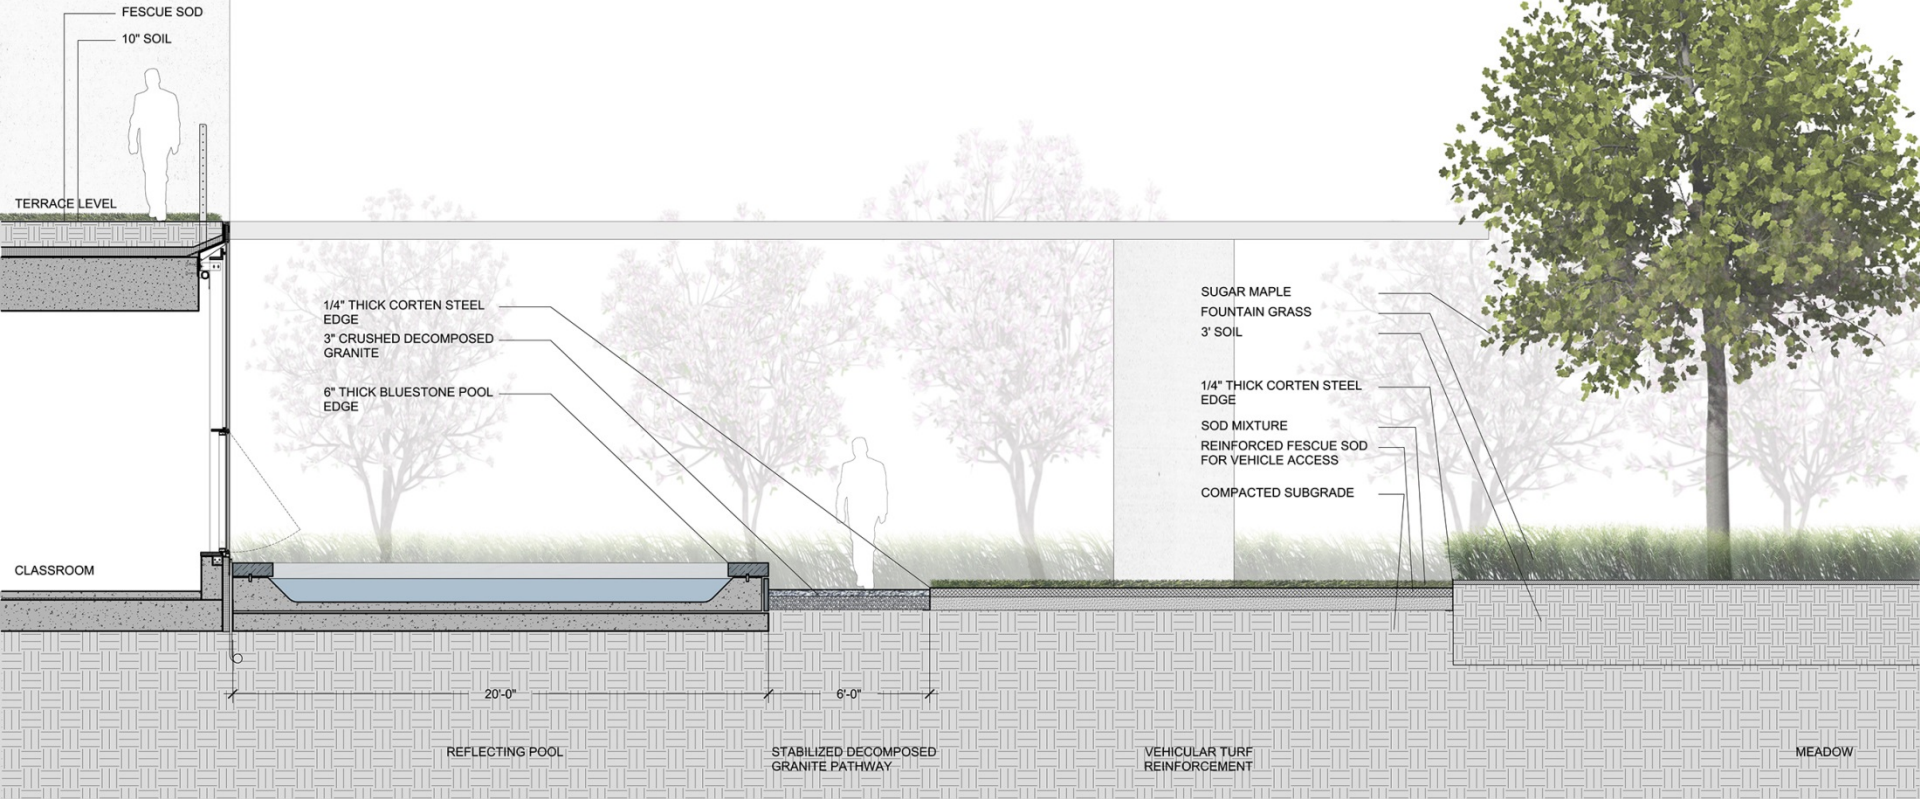 FESCUE SOD
10" SOIL
TERRACE LEVEL
1/4" THICK CORTEN STEEL
EDGE
3" CRUSHED DECOMPOSED
GRANITE
6" THICK BLUESTONE POOL
EDGE
SUGAR MAPLE
FOUNTAIN GRASS
3' SOIL
1/4" THICK CORTEN STEEL
EDGE
SOD MIXTURE
REINFORCED FESCUE SOD
FOR VEHICLE ACCESS
COMPACTED SUBGRADE
CLASSROOM
20'-0"
6'-0"
REFLECTING POOL
STABILIZED DECOMPOSED
GRANITE PATHWAY
VEHICULAR TURF
REINFORCEMENT
MEADOW